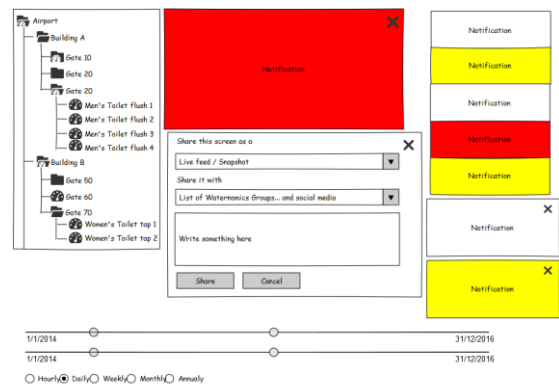 Airport
Building A
Gate 10
Gate 20
Gate 20
Men's Toilet flush 1
Men's Toilet flush 2
Men's Toilet flush 3
Men's Toilet flush 4
Building B
Gate 50
Gate 60
Gate 70
Women's Toilet tap 1
Women's Toilet tap 2
Notification
Share this screen as a
Live feed / Snapshot
Share it with
List of Waternomics Groups... and social media
Write something here
Share
Cancel
Notification
Notification
Notification
Notification
Notification
Notification
Notification
1/1/2014 31/12/2016
1/1/2014 31/12/2016
Hourly Daily Weekly Monthly Annualy